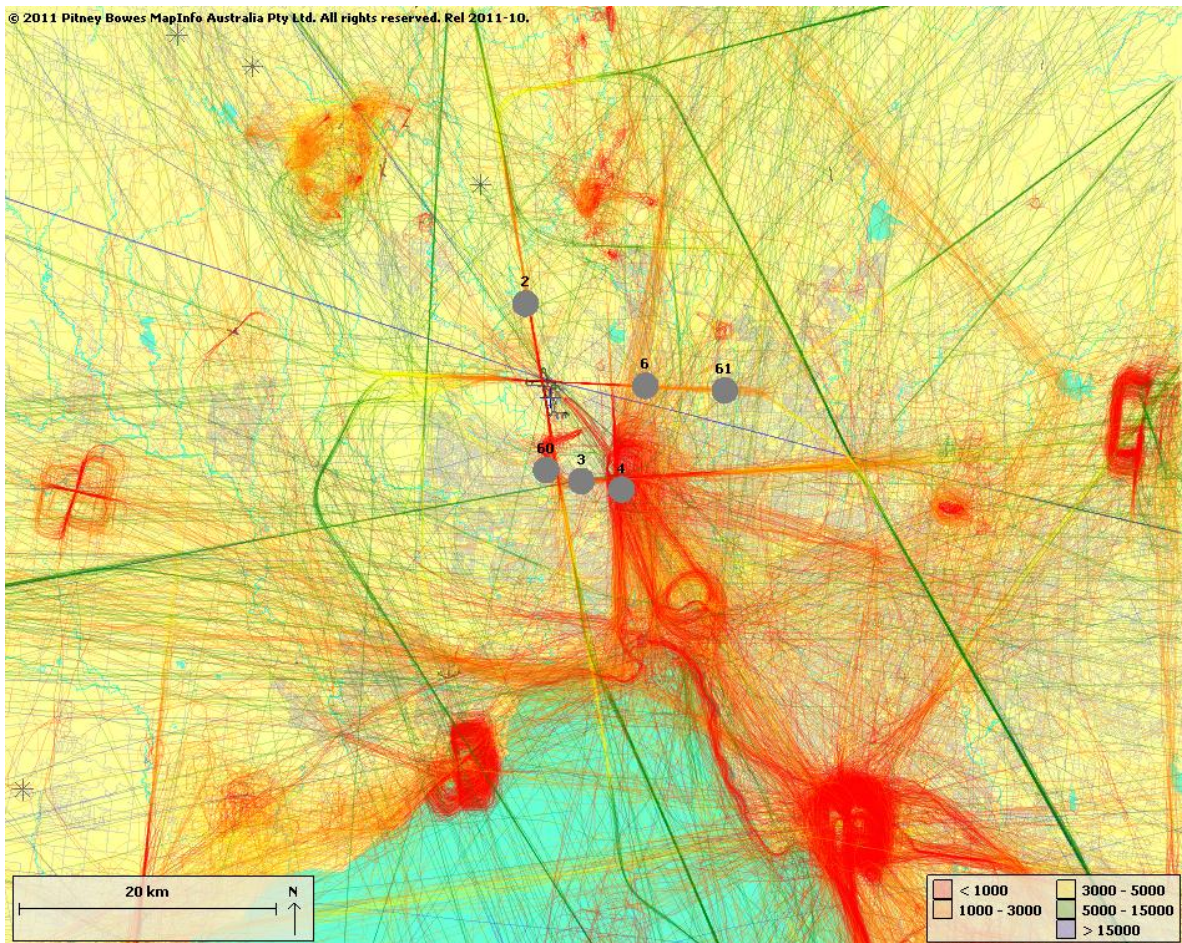 © 2011 Pitney Bowes MapInfo Australia Pty Ltd. All rights reserved. Rel 2011-10.
2
6
61
60
3
4
20 km
N
< 1000
3000 - 5000
1000 - 3000
5000 - 15000
> 15000